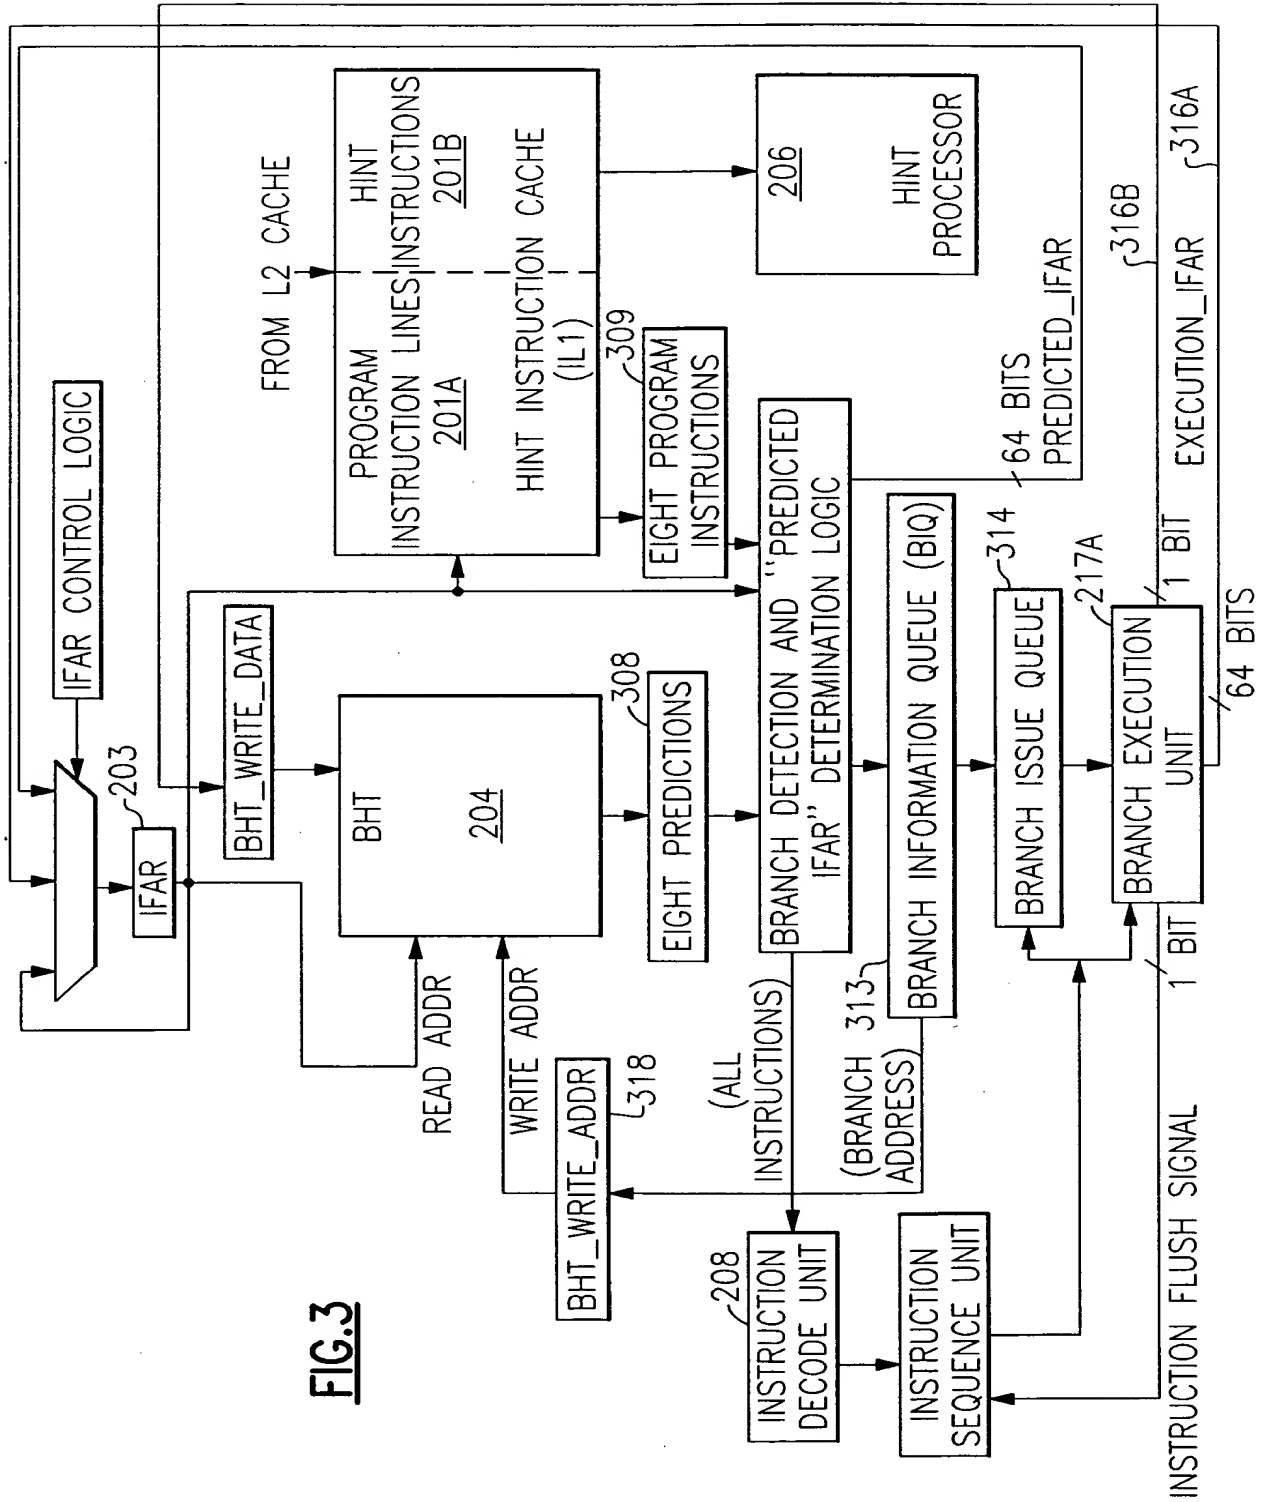 FIG.3
IFAR CONTROL LOGIC
203
IFAR
FROM L2 CACHE
BHT_WRITE_DATA
PROGRAM
INSTRUCTION LINES
201A
HINT
INSTRUCTIONS
201B
HINT INSTRUCTION CACHE
(IL1)
READ ADDR
WRITE ADDR
BHT
204
BHT_WRITE_ADDR
318
308
EIGHT PREDICTIONS
309
EIGHT PROGRAM
INSTRUCTIONS
206
HINT
PROCESSOR
(ALL
INSTRUCTIONS)
BRANCH DETECTION AND "PREDICTED
IFAR" DETERMINATION LOGIC
208
INSTRUCTION
DECODE UNIT
(BRANCH
ADDRESS)
313
BRANCH INFORMATION QUEUE (BIQ)
64 BITS
PREDICTED_IFAR
INSTRUCTION
SEQUENCE UNIT
314
BRANCH ISSUE QUEUE
217A
BRANCH EXECUTION
UNIT
316B
1 BIT
1 BIT
INSTRUCTION FLUSH SIGNAL
EXECUTION_IFAR
316A
64 BITS